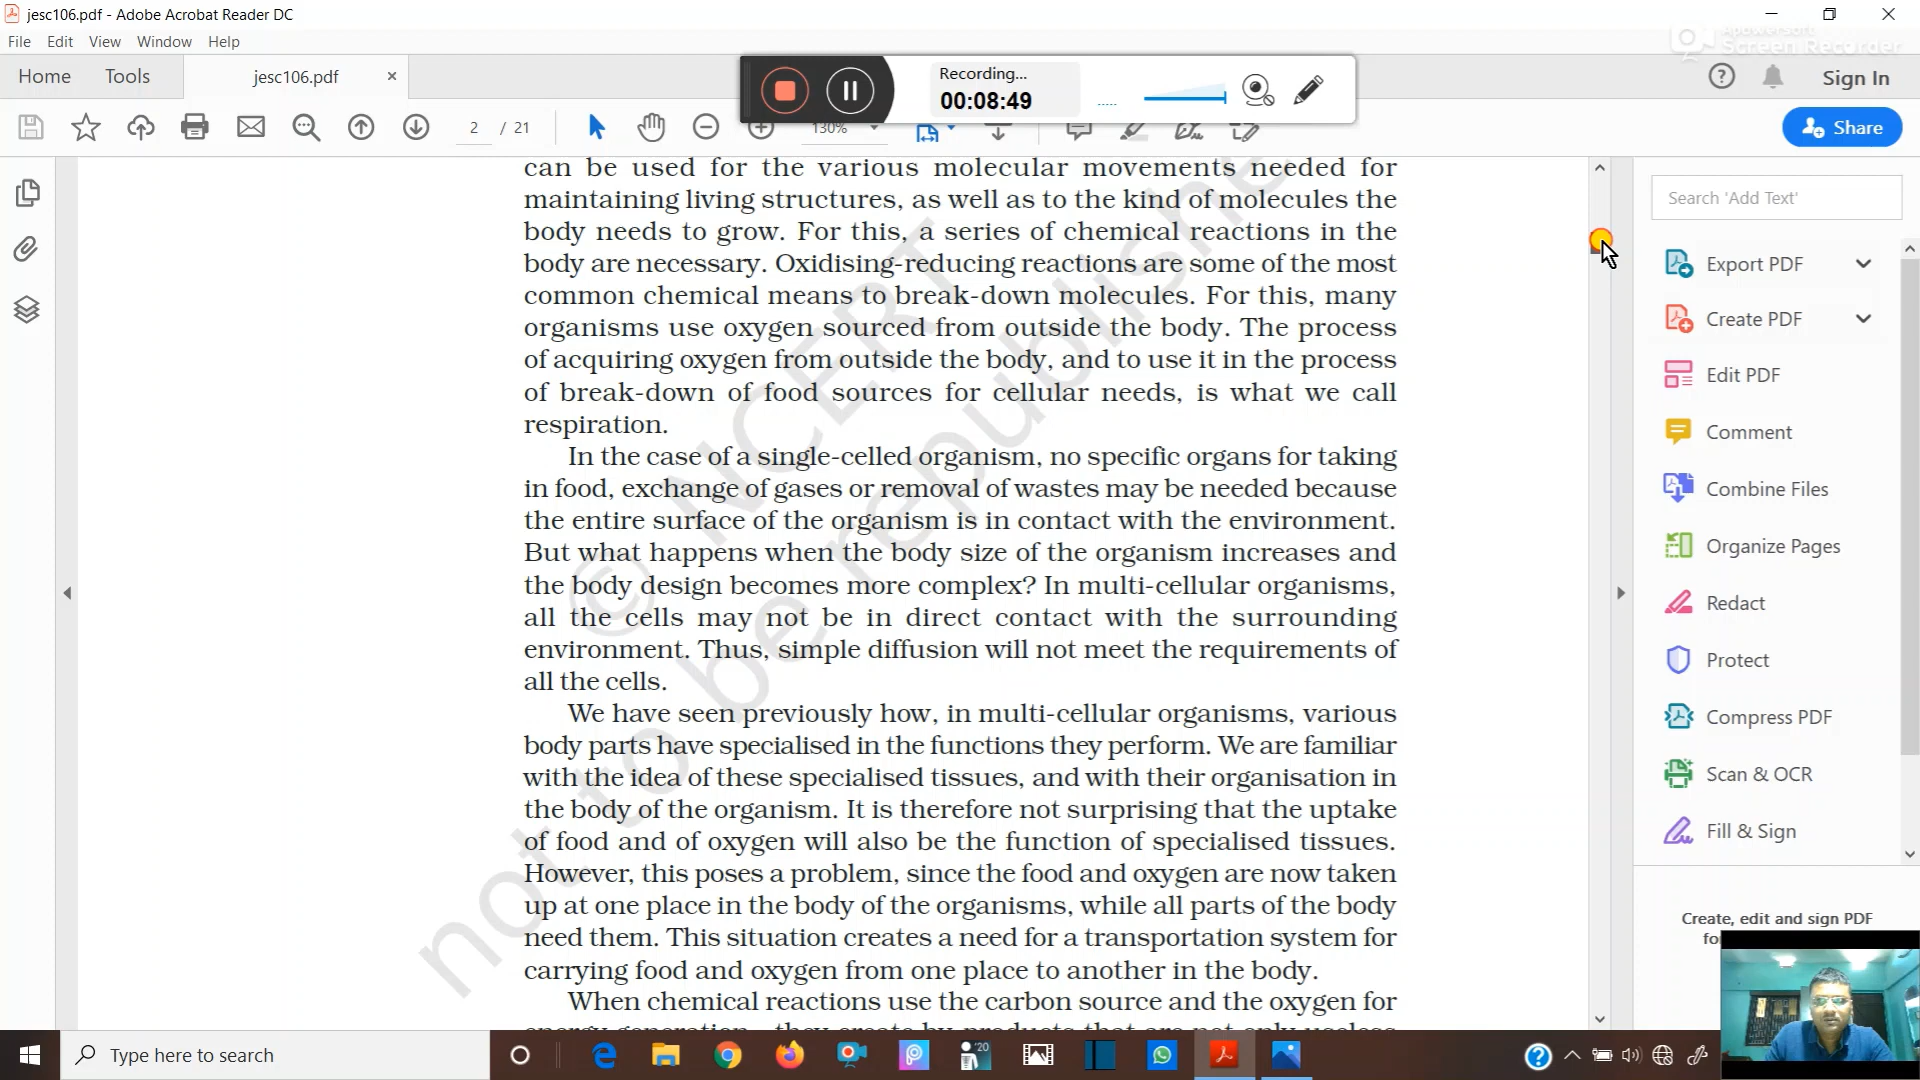 jesc106.pdf - Adobe Acrobat Reader DC
Apowersoft
Screen Recorder
File Edit View Window Help
Home Tools jesc106.pdf × Sign In
Recording...
00:08:49
2 / 21 130% Share
can be used for the various molecular movements needed for
maintaining living structures, as well as to the kind of molecules the
body needs to grow. For this, a series of chemical reactions in the
body are necessary. Oxidising-reducing reactions are some of the most
common chemical means to break-down molecules. For this, many
organisms use oxygen sourced from outside the body. The process
of acquiring oxygen from outside the body, and to use it in the process
of break-down of food sources for cellular needs, is what we call
respiration.
In the case of a single-celled organism, no specific organs for taking
in food, exchange of gases or removal of wastes may be needed because
the entire surface of the organism is in contact with the environment.
But what happens when the body size of the organism increases and
the body design becomes more complex? In multi-cellular organisms,
all the cells may not be in direct contact with the surrounding
environment. Thus, simple diffusion will not meet the requirements of
all the cells.
We have seen previously how, in multi-cellular organisms, various
body parts have specialised in the functions they perform. We are familiar
with the idea of these specialised tissues, and with their organisation in
the body of the organism. It is therefore not surprising that the uptake
of food and of oxygen will also be the function of specialised tissues.
However, this poses a problem, since the food and oxygen are now taken
up at one place in the body of the organisms, while all parts of the body
need them. This situation creates a need for a transportation system for
carrying food and oxygen from one place to another in the body.
When chemical reactions use the carbon source and the oxygen for
© NCERT
not to be republishe
Search 'Add Text'
Export PDF
Create PDF
Edit PDF
Comment
Combine Files
Organize Pages
Redact
Protect
Compress PDF
Scan & OCR
Fill & Sign
Create, edit and sign PDF
Type here to search
'20